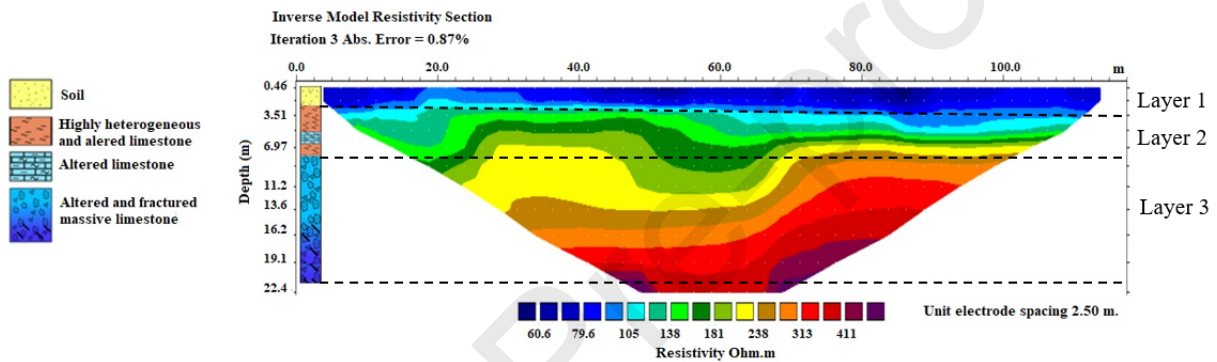 Inverse Model Resistivity Section
Iteration 3 Abs. Error = 0.87%
0.0 20.0 40.0 60.0 80.0 100.0 m
Soil
Highly heterogeneous
and alered limestone
Altered limestone
Altered and fractured
massive limestone
Depth (m)
0.46
3.51
6.97
11.2
13.6
16.2
19.1
22.4
Layer 1
Layer 2
Layer 3
60.6 79.6 105 138 181 238 313 411
Resistivity Ohm.m
Unit electrode spacing 2.50 m.